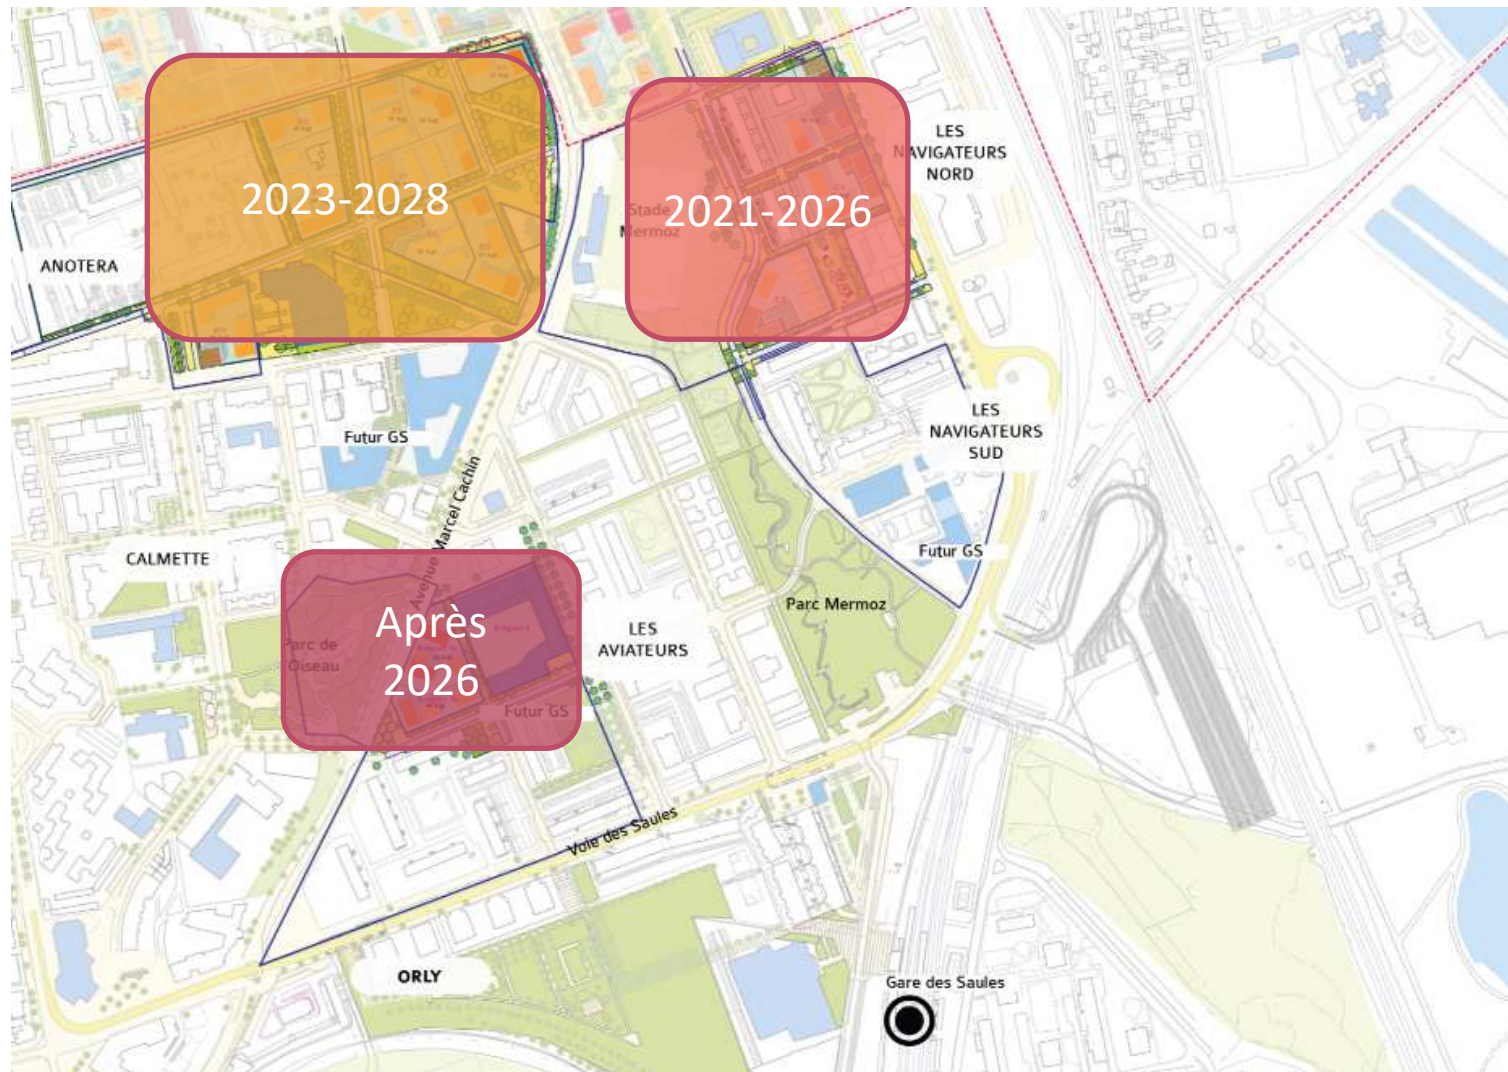 2023-2028
2021-2026
LES
NAVIGATEURS
NORD
Stade
Mermoz
ANOTERA
Futur GS
LES
NAVIGATEURS
SUD
Avenue Marcel Cachin
CALMETTE
Futur GS
Parc Mermoz
Après
2026
Parc de
l'Oiseau
LES
AVIATEURS
Futur GS
Voie des Saules
ORLY
Gare des Saules